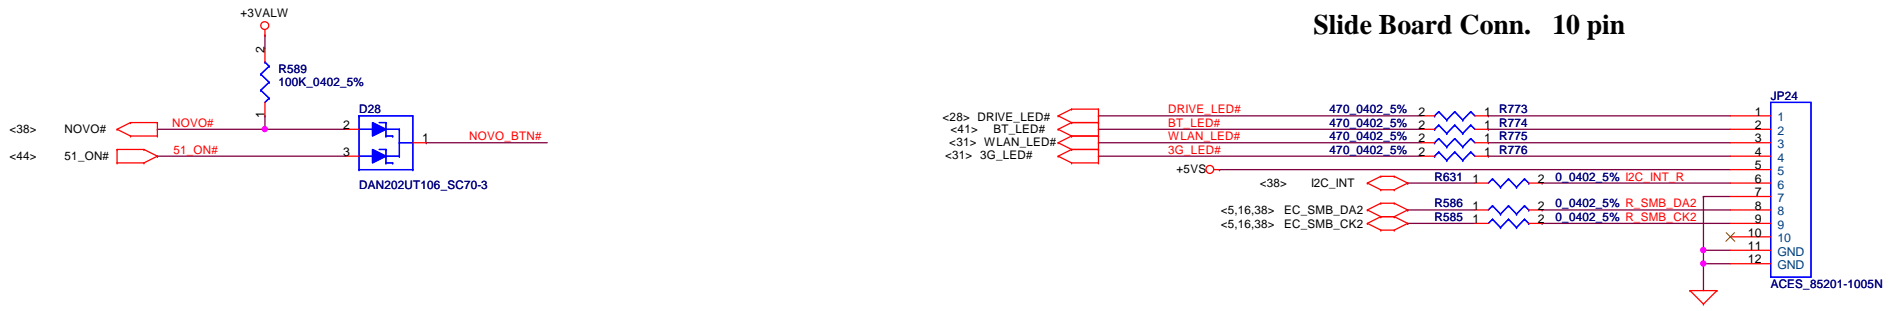 +3VALW
2
R589
100K_0402_5%
1
<38> NOVO# NOVO#
<44> 51_ON# 51_ON#
D28
2
3
1 NOVO_BTN#
DAN202UT106_SC70-3
Slide Board Conn. 10 pin
JP24
<28> DRIVE_LED# DRIVE_LED# 470_0402_5% 2 1 R773 1 1
<41> BT_LED# BT_LED# 470_0402_5% 2 1 R774 2 2
<31> WLAN_LED# WLAN_LED# 470_0402_5% 2 1 R775 3 3
<31> 3G_LED# 3G_LED# 470_0402_5% 2 1 R776 4 4
+5VS 5 5
<38> I2C_INT R631 1 2 0_0402_5% I2C_INT_R 6 6
7 7
<5,16,38> EC_SMB_DA2 R586 1 2 0_0402_5% R_SMB_DA2 8 8
<5,16,38> EC_SMB_CK2 R585 1 2 0_0402_5% R_SMB_CK2 9 9
10 10
11 GND
12 GND
ACES_85201-1005N